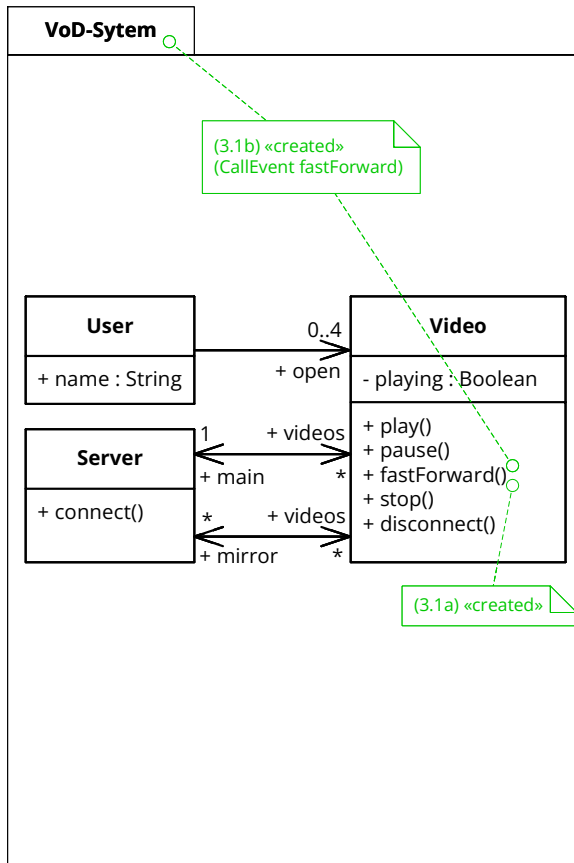 VoD-Sytem
(3.1b) «created»
(CallEvent fastForward)
User
+ name : String
0..4
+ open
Video
- playing : Boolean
+ play()
+ pause()
+ fastForward()
+ stop()
+ disconnect()
Server
+ connect()
1
+ videos
+ main
*
*
+ videos
+ mirror
*
(3.1a) «created»